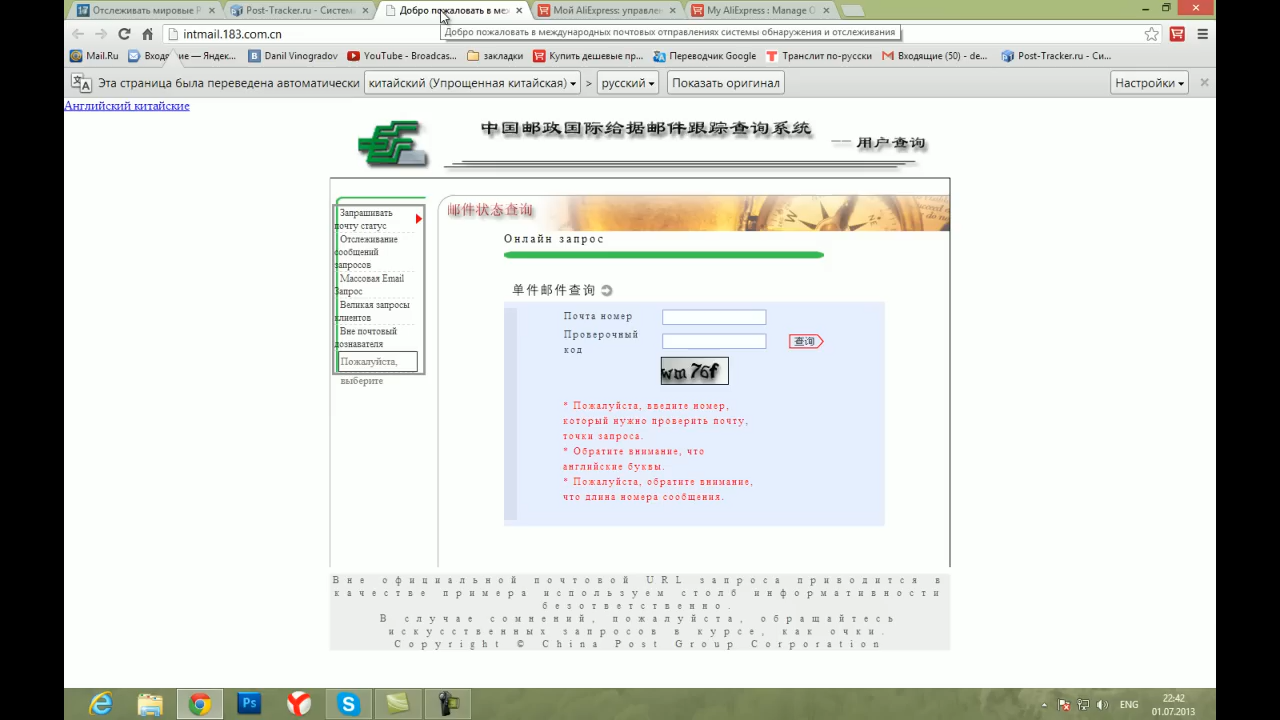 Отслеживать мировые Р
Post-Tracker.ru - Систем
Добро пожаловать в меж
Мой AliExpress: управлен
My AliExpress : Manage O
intmail.183.com.cn
Добро пожаловать в международных почтовых отправлениях системы обнаружения и отслеживания
Mail.Ru
Входящие — Яндек...
Danil Vinogradov
YouTube - Broadcas...
закладки
Купить дешевые пр...
Переводчик Google
Транслит по-русски
Входящие (50) - de...
Post-Tracker.ru - Си...
Эта страница была переведена автоматически
китайский (Упрощенная китайская)
>
русский
Показать оригинал
Настройки
Английский китайские
中国邮政国际给据邮件跟踪查询系统
—— 用户查询
Запрашивать
почту статус
Отслеживание
сообщений
запросов
Массовая Email
Запрос
Великая запросы
клиентов
Вне почтовый
дознавателя
Пожалуйста,
выберите
邮件状态查询
Онлайн запрос
单件邮件查询
Почта номер
Проверочный
код
查询
wm76f
* Пожалуйста, введите номер,
который нужно проверить почту,
точки запроса.
* Обратите внимание, что
английские буквы.
* Пожалуйста, обратите внимание,
что длина номера сообщения.
Вне официальной почтовой URL запроса приводится в
качестве примера используем столб информативности
безответственно.
В случае сомнений, пожалуйста, обращайтесь
искусственных запросов в курсе, как очки.
Copyright © China Post Group Corporation
Ps
ENG
22:42
01.07.2013